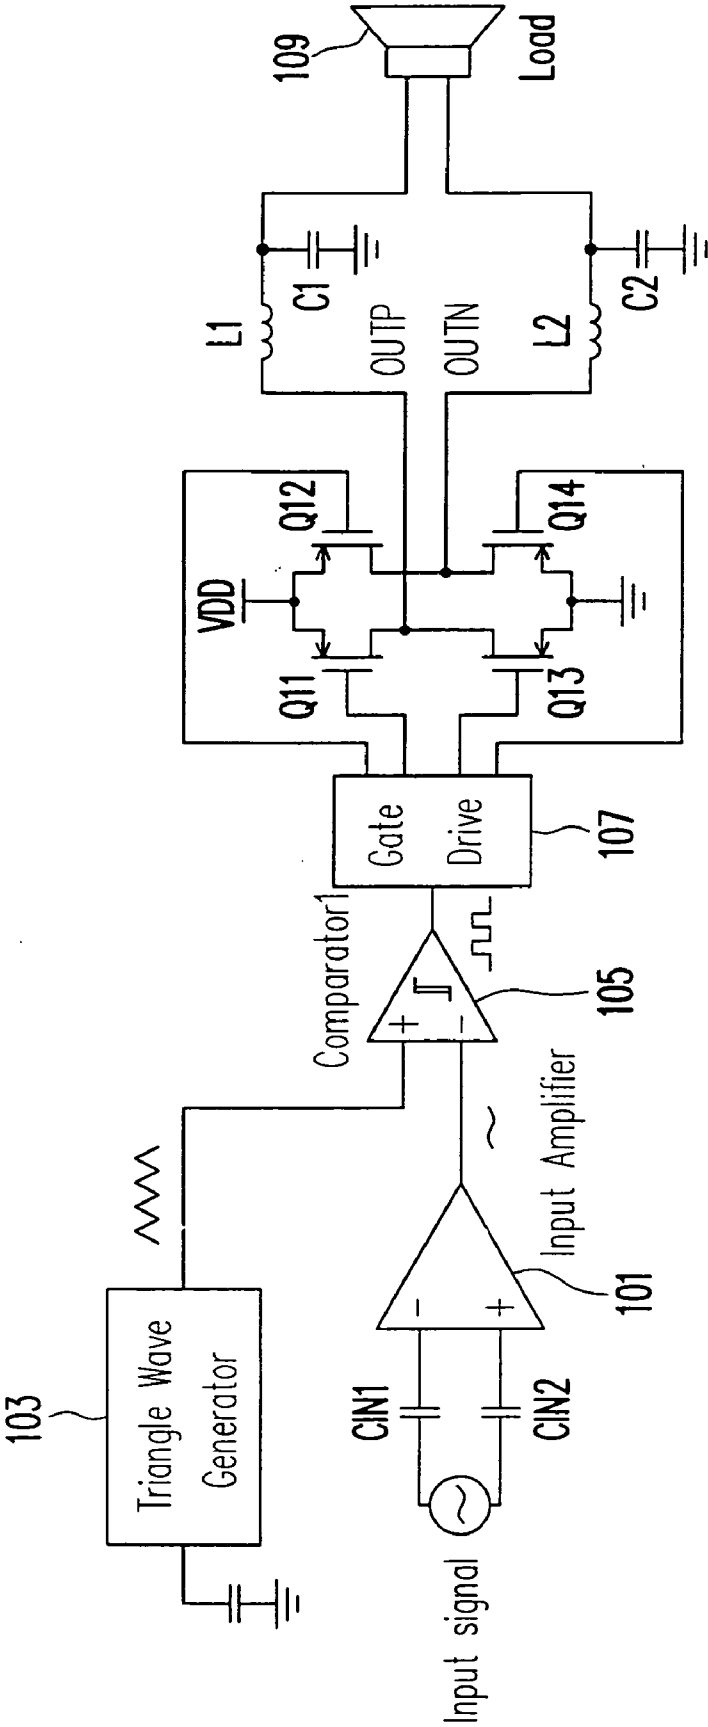 103
Triangle Wave
Generator
Input signal
CIN1
CIN2
101
Input Amplifier
Comparator1
105
Gate
Drive
107
VDD
Q11
Q12
Q13
Q14
OUTP
OUTN
L1
C1
L2
C2
109
Load